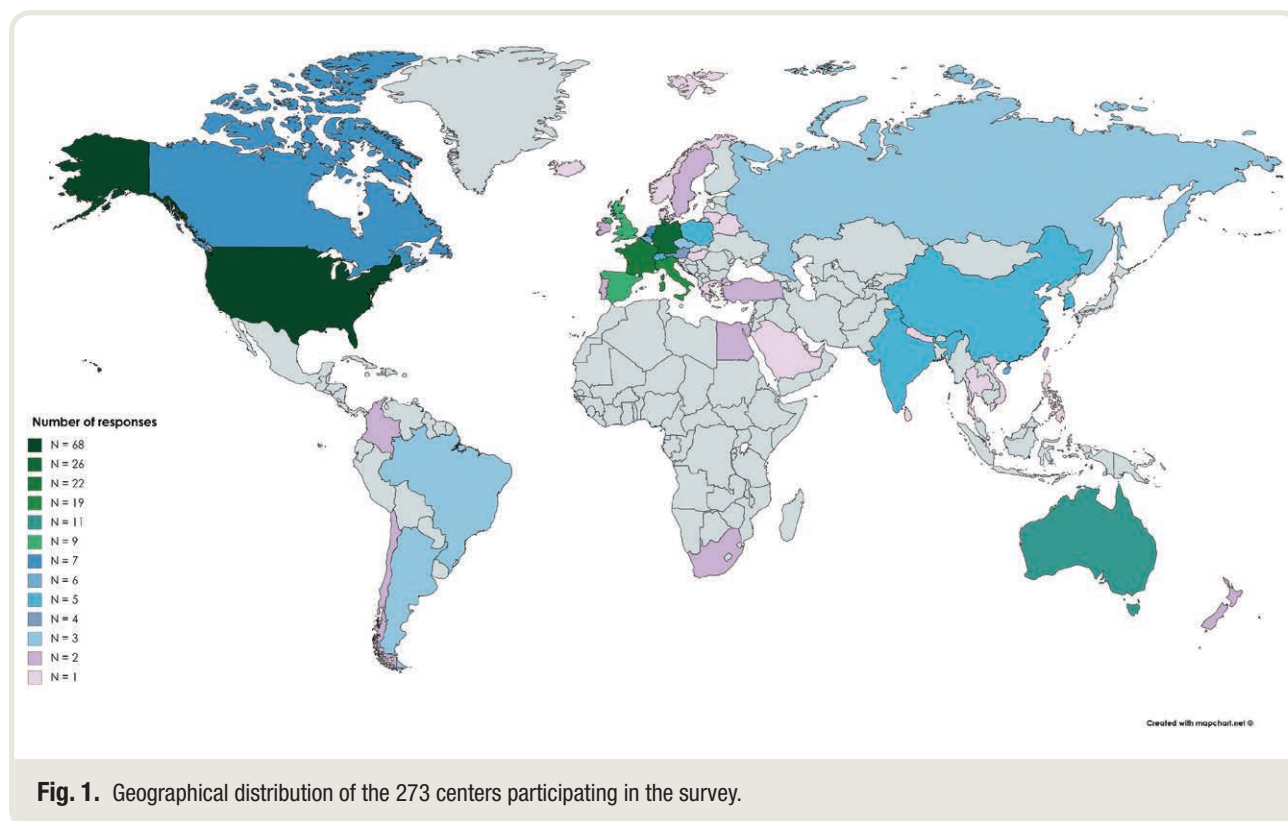 Number of responses
N = 68
N = 26
N = 22
N = 19
N = 11
N = 9
N = 7
N = 6
N = 5
N = 4
N = 3
N = 2
N = 1
Created with mapchart.net ©
Fig. 1. Geographical distribution of the 273 centers participating in the survey.